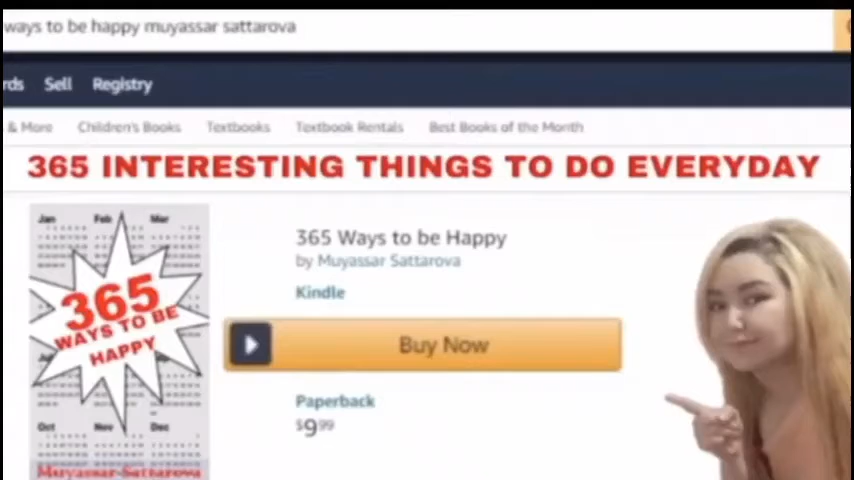 ways to be happy muyassar sattarova
rds Sell Registry
& More Children's Books Textbooks Textbook Rentals Best Books of the Month
365 INTERESTING THINGS TO DO EVERYDAY
Jan Feb Mar
365
WAYS TO BE
HAPPY
Oct Nov Dec
Muyassar Sattarova
365 Ways to be Happy
by Muyassar Sattarova
Kindle
Buy Now
Paperback
$9.99